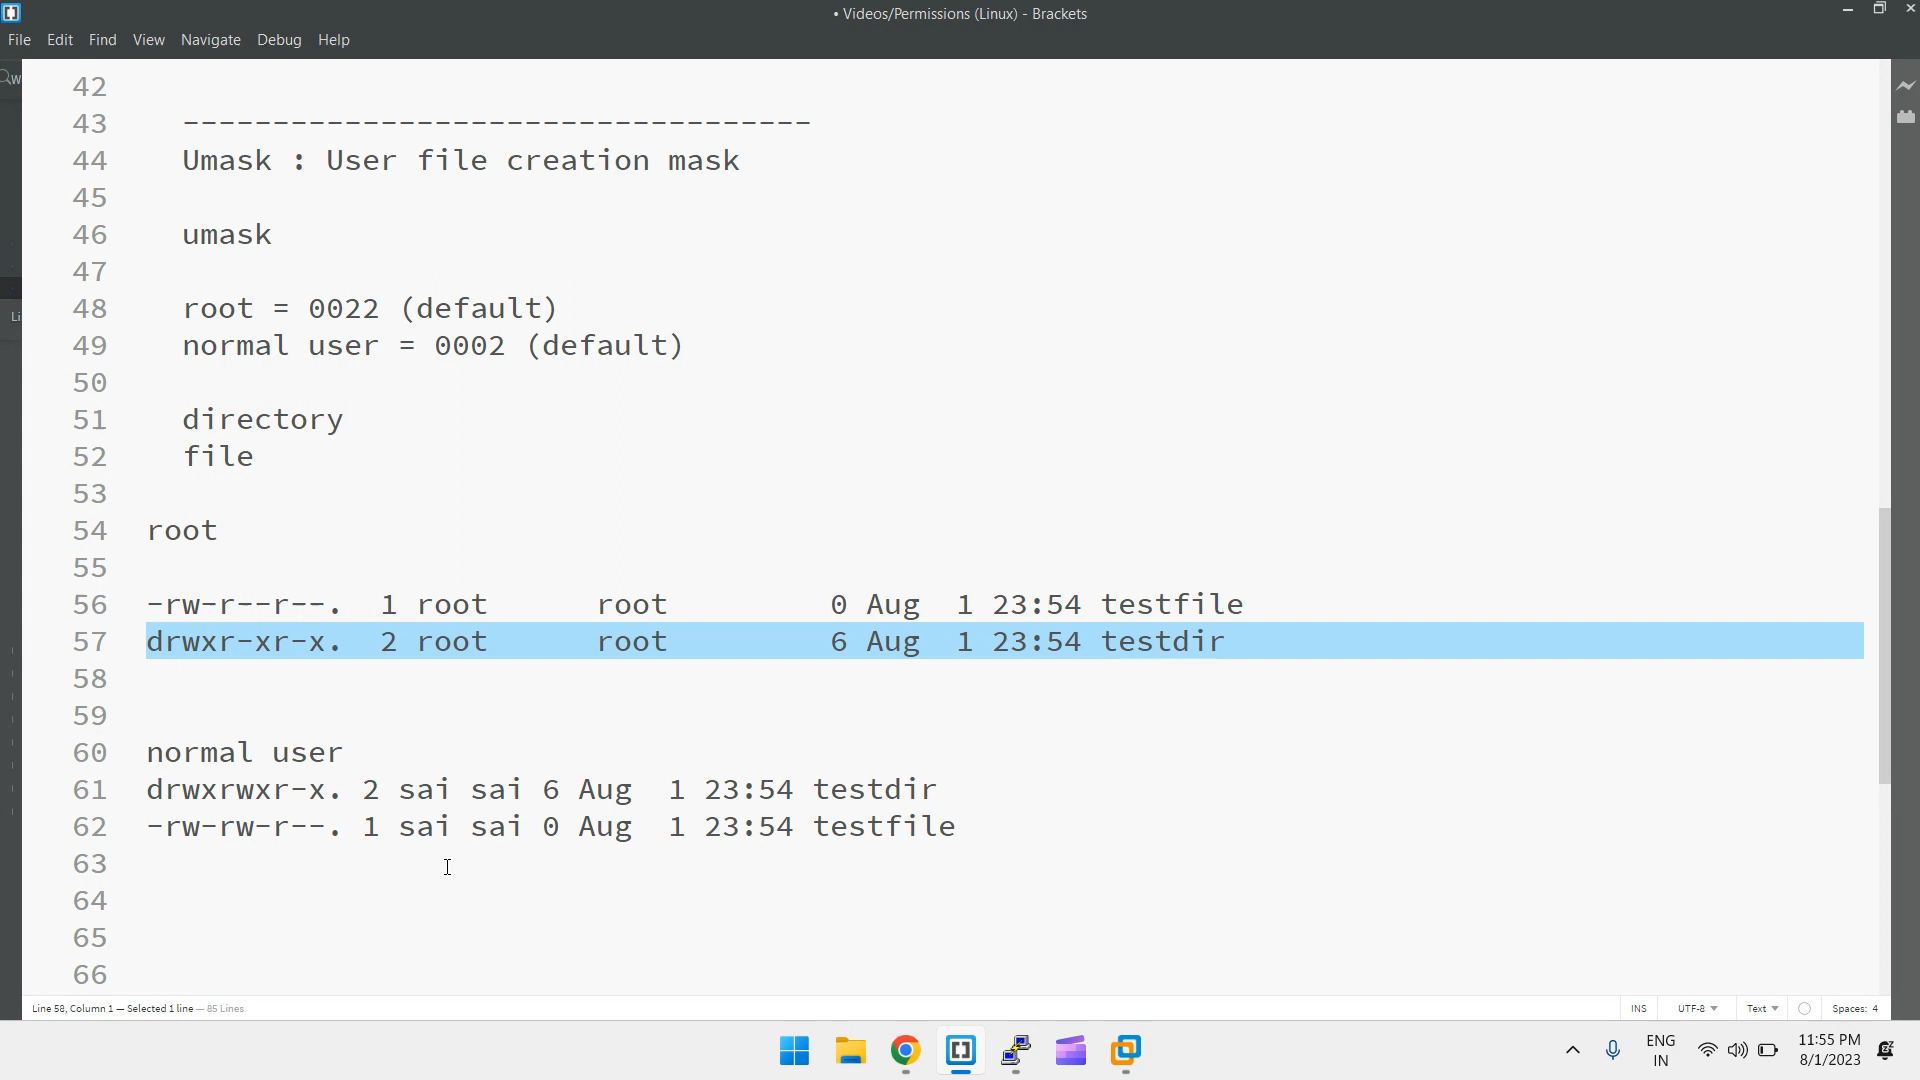 • Videos/Permissions (Linux) - Brackets
File Edit Find View Navigate Debug Help
42
43 -----------------------------------
44 Umask : User file creation mask
45
46 umask
47
48 root = 0022 (default)
49 normal user = 0002 (default)
50
51 directory
52 file
53
54 root
55
56 -rw-r--r--. 1 root root 0 Aug 1 23:54 testfile
57 drwxr-xr-x. 2 root root 6 Aug 1 23:54 testdir
58
59
60 normal user
61 drwxrwxr-x. 2 sai sai 6 Aug 1 23:54 testdir
62 -rw-rw-r--. 1 sai sai 0 Aug 1 23:54 testfile
63
64
65
66
Line 58, Column 1 — Selected 1 line — 85 Lines
INS UTF-8 Text Spaces: 4
ENG
IN
11:55 PM
8/1/2023